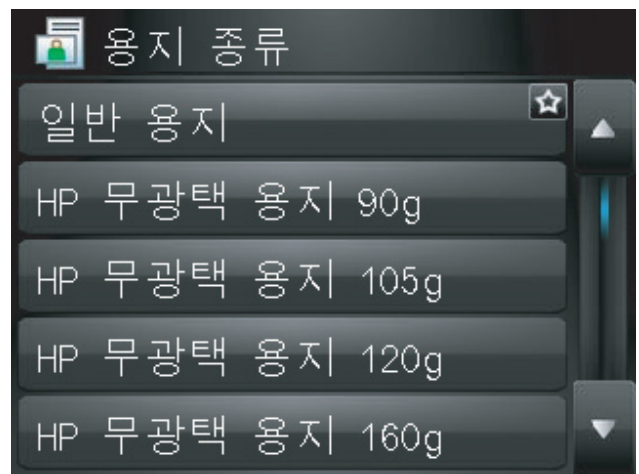 용지 종류
일반 용지
HP 무광택 용지 90g
HP 무광택 용지 105g
HP 무광택 용지 120g
HP 무광택 용지 160g